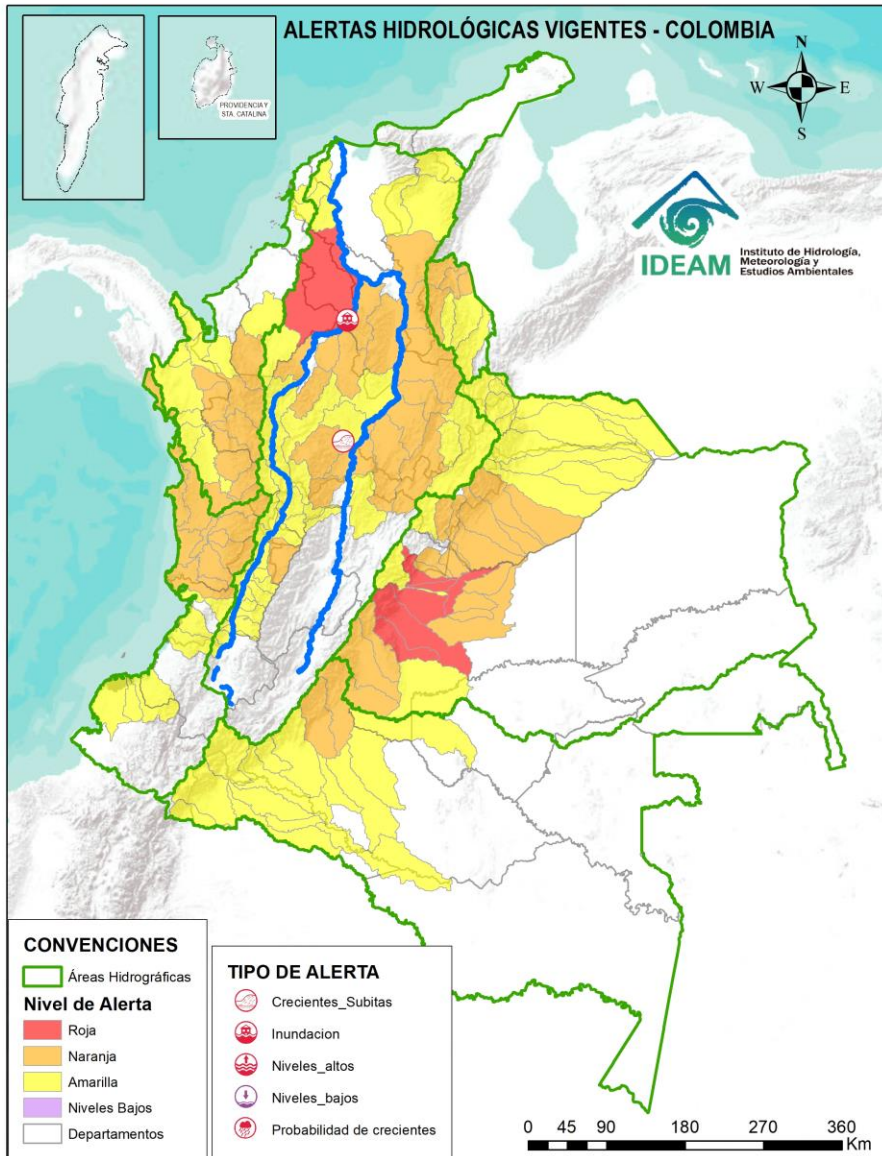 ALERTAS HIDROLÓGICAS VIGENTES - COLOMBIA
PROVIDENCIA Y
STA. CATALINA
N
W
E
S
IDEAM
Instituto de Hidrología,
Meteorología y
Estudios Ambientales
CONVENCIONES
Áreas Hidrográficas
Nivel de Alerta
Roja
Naranja
Amarilla
Niveles Bajos
Departamentos
TIPO DE ALERTA
Crecientes_Subitas
Inundacion
Niveles_altos
Niveles_bajos
Probabilidad de crecientes
0 45 90 180 270 360
Km